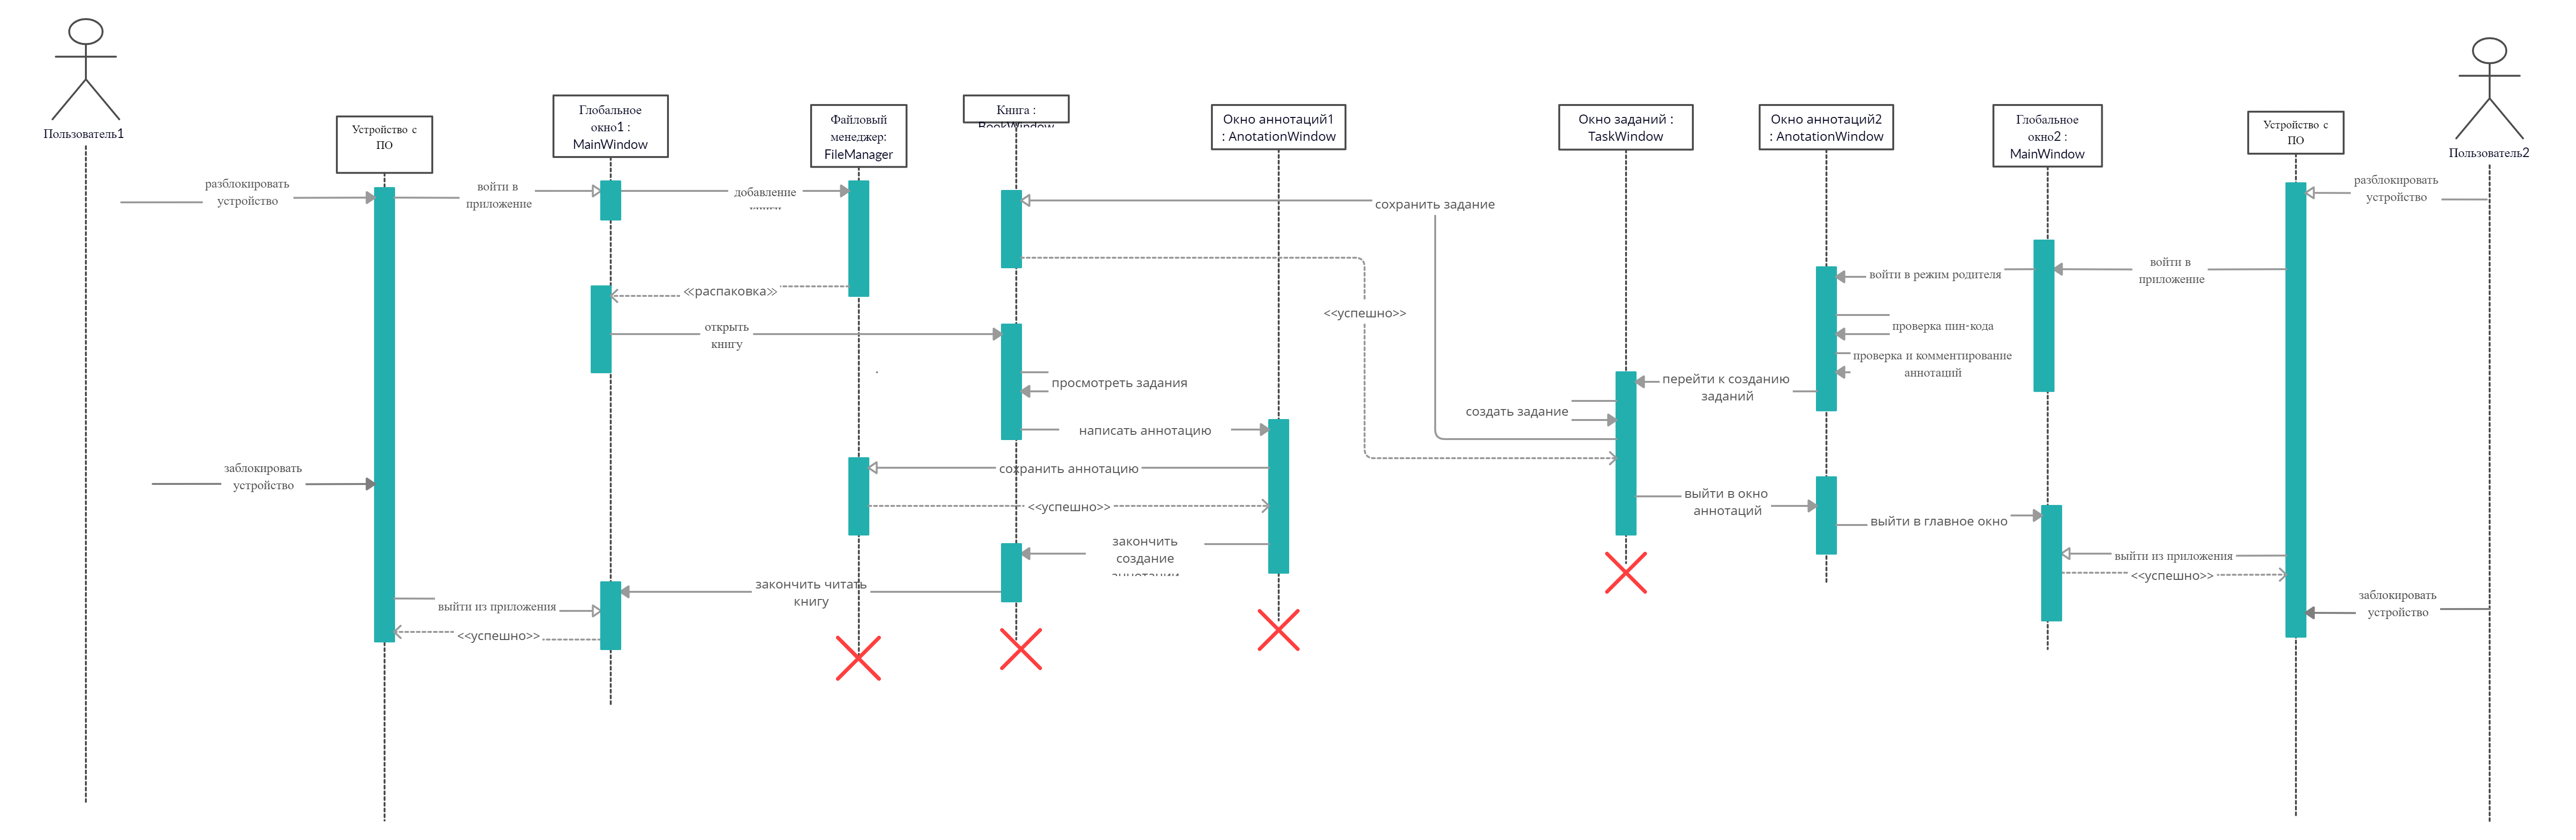 Пользователь1
Устройство с
ПО
Глобальное
окно1 :
MainWindow
Файловый
менеджер:
FileManager
Книга :
BookWindow
Окно аннотаций1
: AnotationWindow
Окно заданий :
TaskWindow
Окно аннотаций2
: AnotationWindow
Глобальное
окно2 :
MainWindow
Устройство с
ПО
Пользователь2
разблокировать
устройство
войти в
приложение
добавление
сохранить задание
разблокировать
устройство
<<распаковка>>
открыть
книгу
<<успешно>>
войти в режим родителя
войти в
приложение
проверка пин-кода
проверка и комментирование
аннотаций
просмотреть задания
перейти к созданию
заданий
создать задание
написать аннотацию
заблокировать
устройство
сохранить аннотацию
<<успешно>>
выйти в окно
аннотаций
выйти в главное окно
закончить
создание
аннотации
выйти из приложения
<<успешно>>
закончить читать
книгу
выйти из приложения
<<успешно>>
заблокировать
устройство